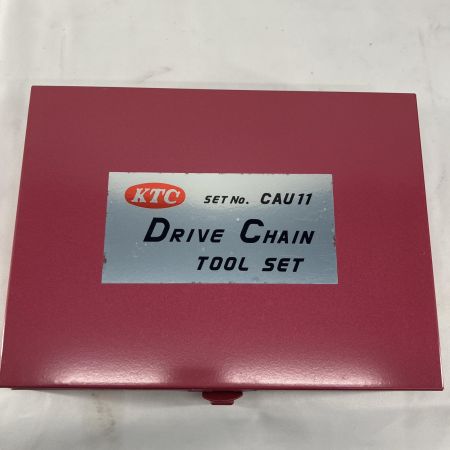 KTC SET No. CAU11
DRIVE CHAIN
TOOL SET